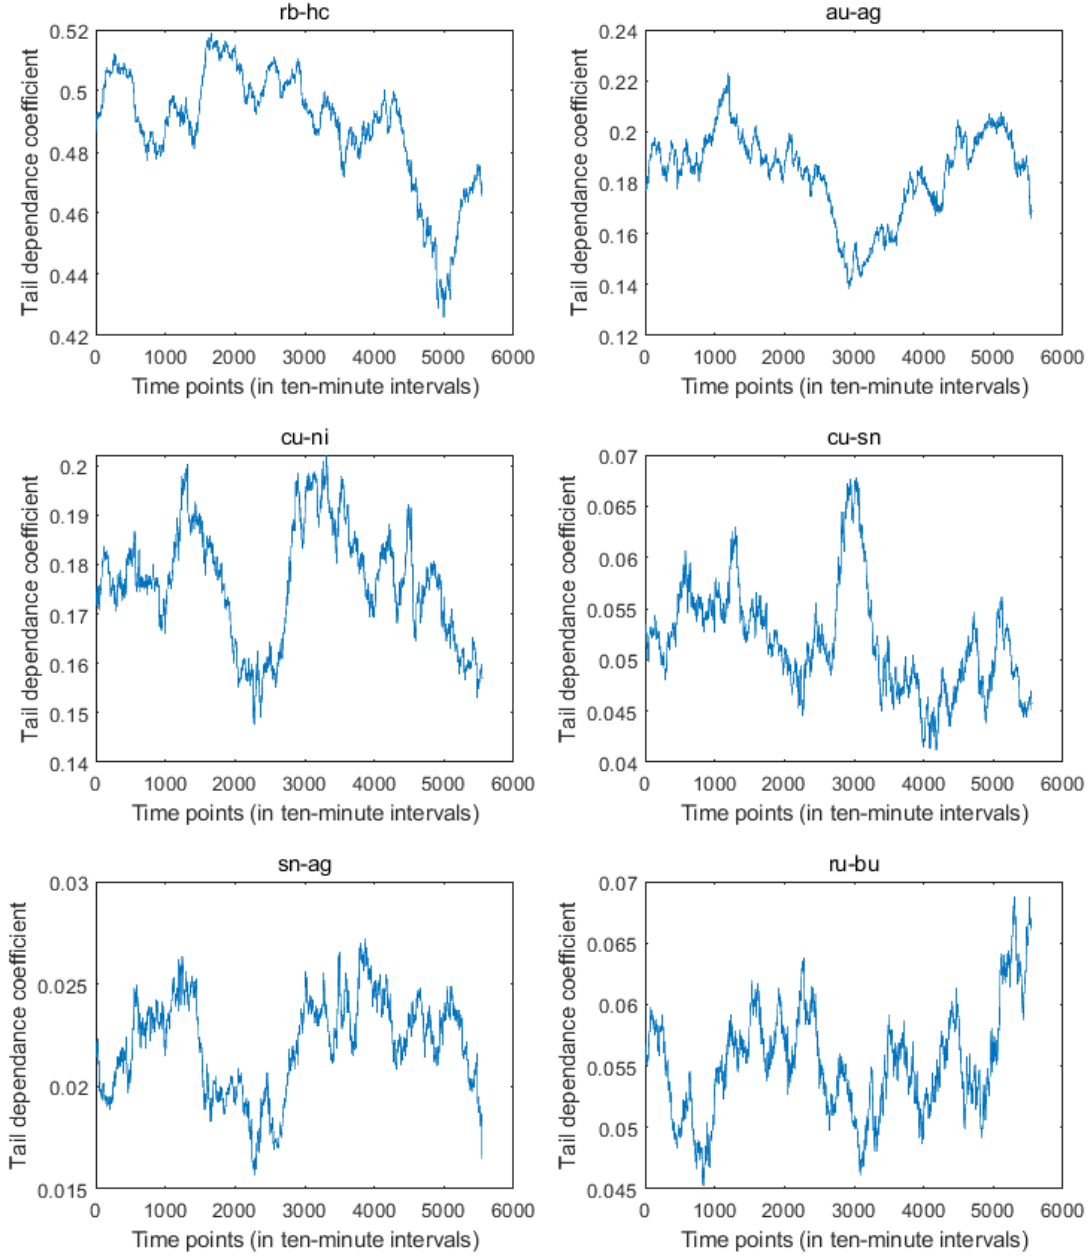 rb-hc
Tail dependance coefficient
0.52
0.5
0.48
0.46
0.44
0.42
0 1000 2000 3000 4000 5000 6000
Time points (in ten-minute intervals)
au-ag
Tail dependance coefficient
0.24
0.22
0.2
0.18
0.16
0.14
0.12
0 1000 2000 3000 4000 5000 6000
Time points (in ten-minute intervals)
cu-ni
Tail dependance coefficient
0.2
0.19
0.18
0.17
0.16
0.15
0.14
0 1000 2000 3000 4000 5000 6000
Time points (in ten-minute intervals)
cu-sn
Tail dependance coefficient
0.07
0.065
0.06
0.055
0.05
0.045
0.04
0 1000 2000 3000 4000 5000 6000
Time points (in ten-minute intervals)
sn-ag
Tail dependance coefficient
0.03
0.025
0.02
0.015
0 1000 2000 3000 4000 5000 6000
Time points (in ten-minute intervals)
ru-bu
Tail dependance coefficient
0.07
0.065
0.06
0.055
0.05
0.045
0 1000 2000 3000 4000 5000 6000
Time points (in ten-minute intervals)